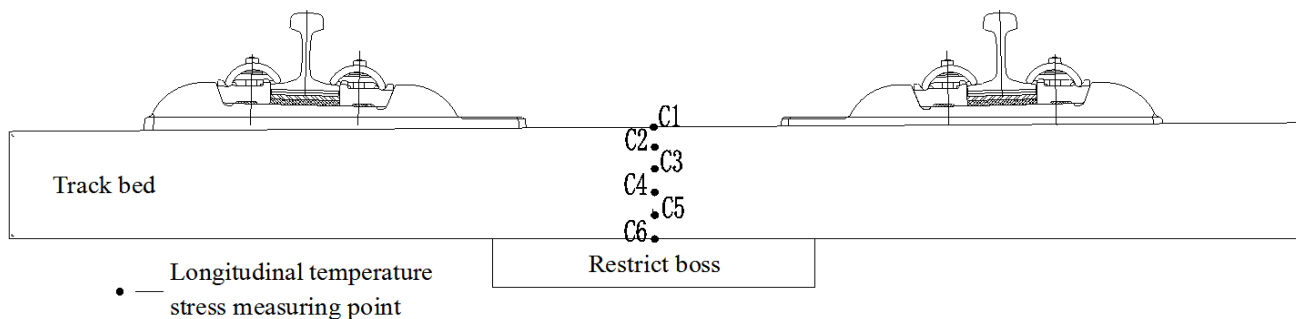 C1
C2
C3
Track bed
C4
C5
C6
Restrict boss
Longitudinal temperature
stress measuring point